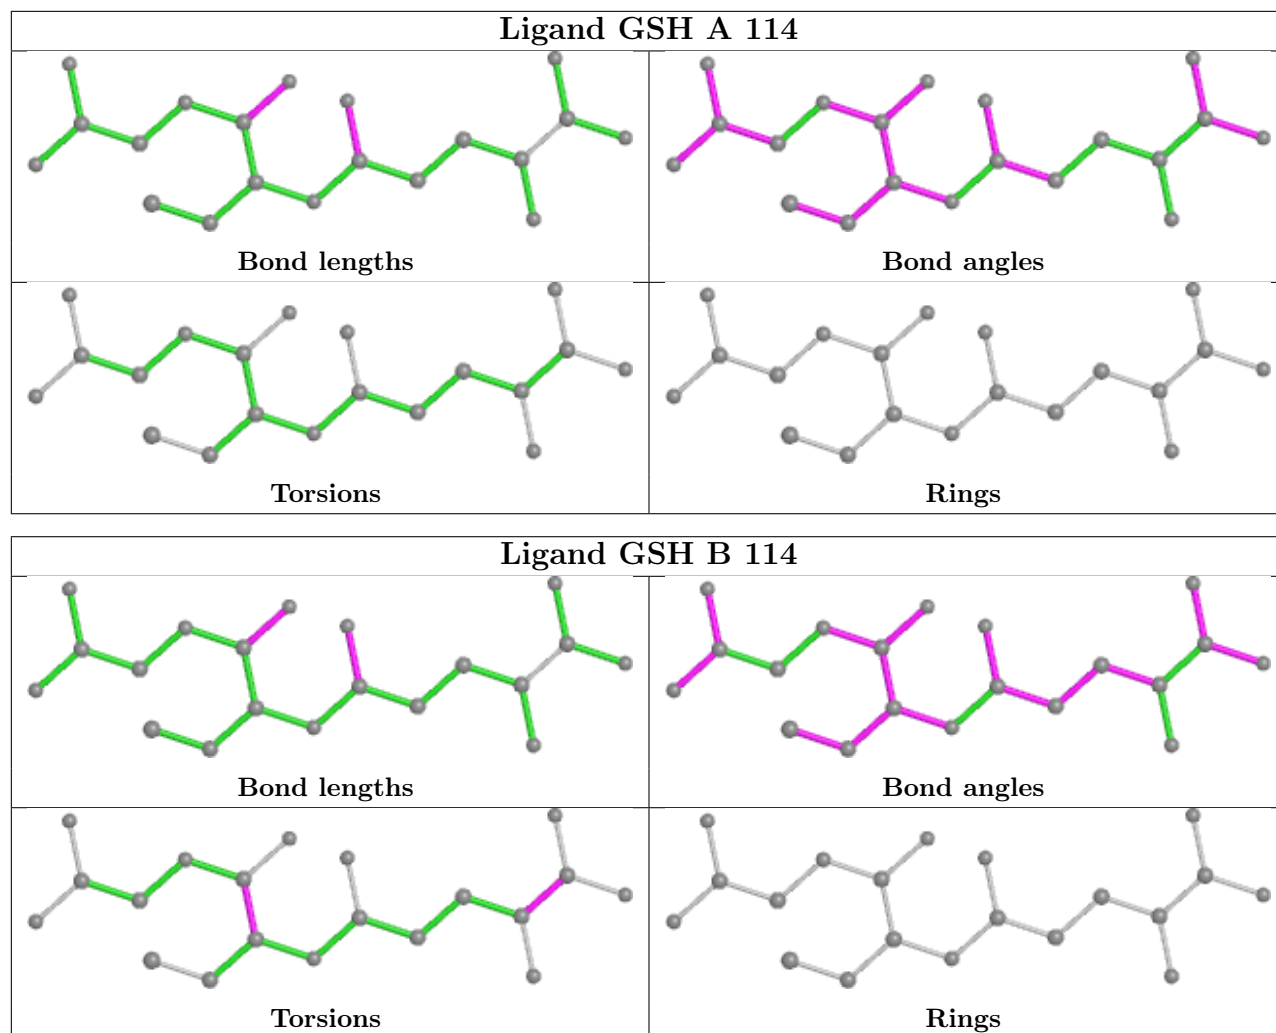 Ligand GSH A 114
Bond lengths
Bond angles
Torsions
Rings
Ligand GSH B 114
Bond lengths
Bond angles
Torsions
Rings